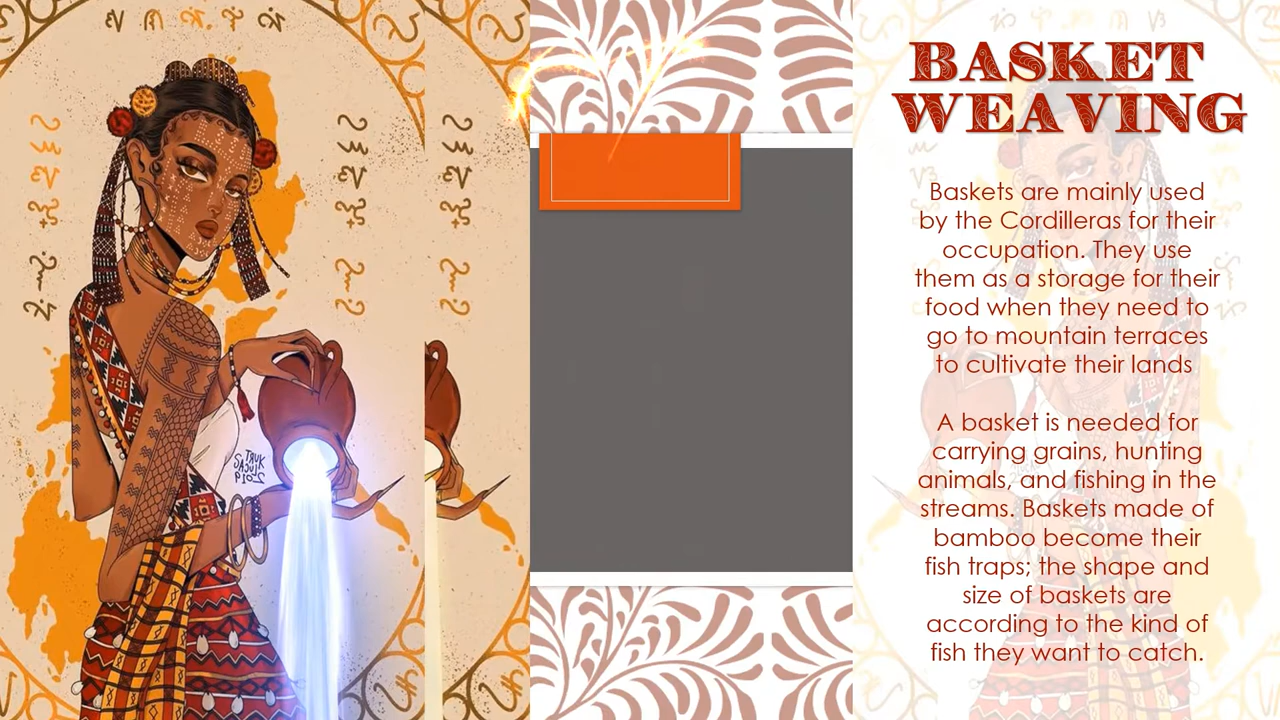 BASKET
WEAVING
Baskets are mainly used
by the Cordilleras for their
occupation. They use
them as a storage for their
food when they need to
go to mountain terraces
to cultivate their lands
A basket is needed for
carrying grains, hunting
animals, and fishing in the
streams. Baskets made of
bamboo become their
fish traps; the shape and
size of baskets are
according to the kind of
fish they want to catch.